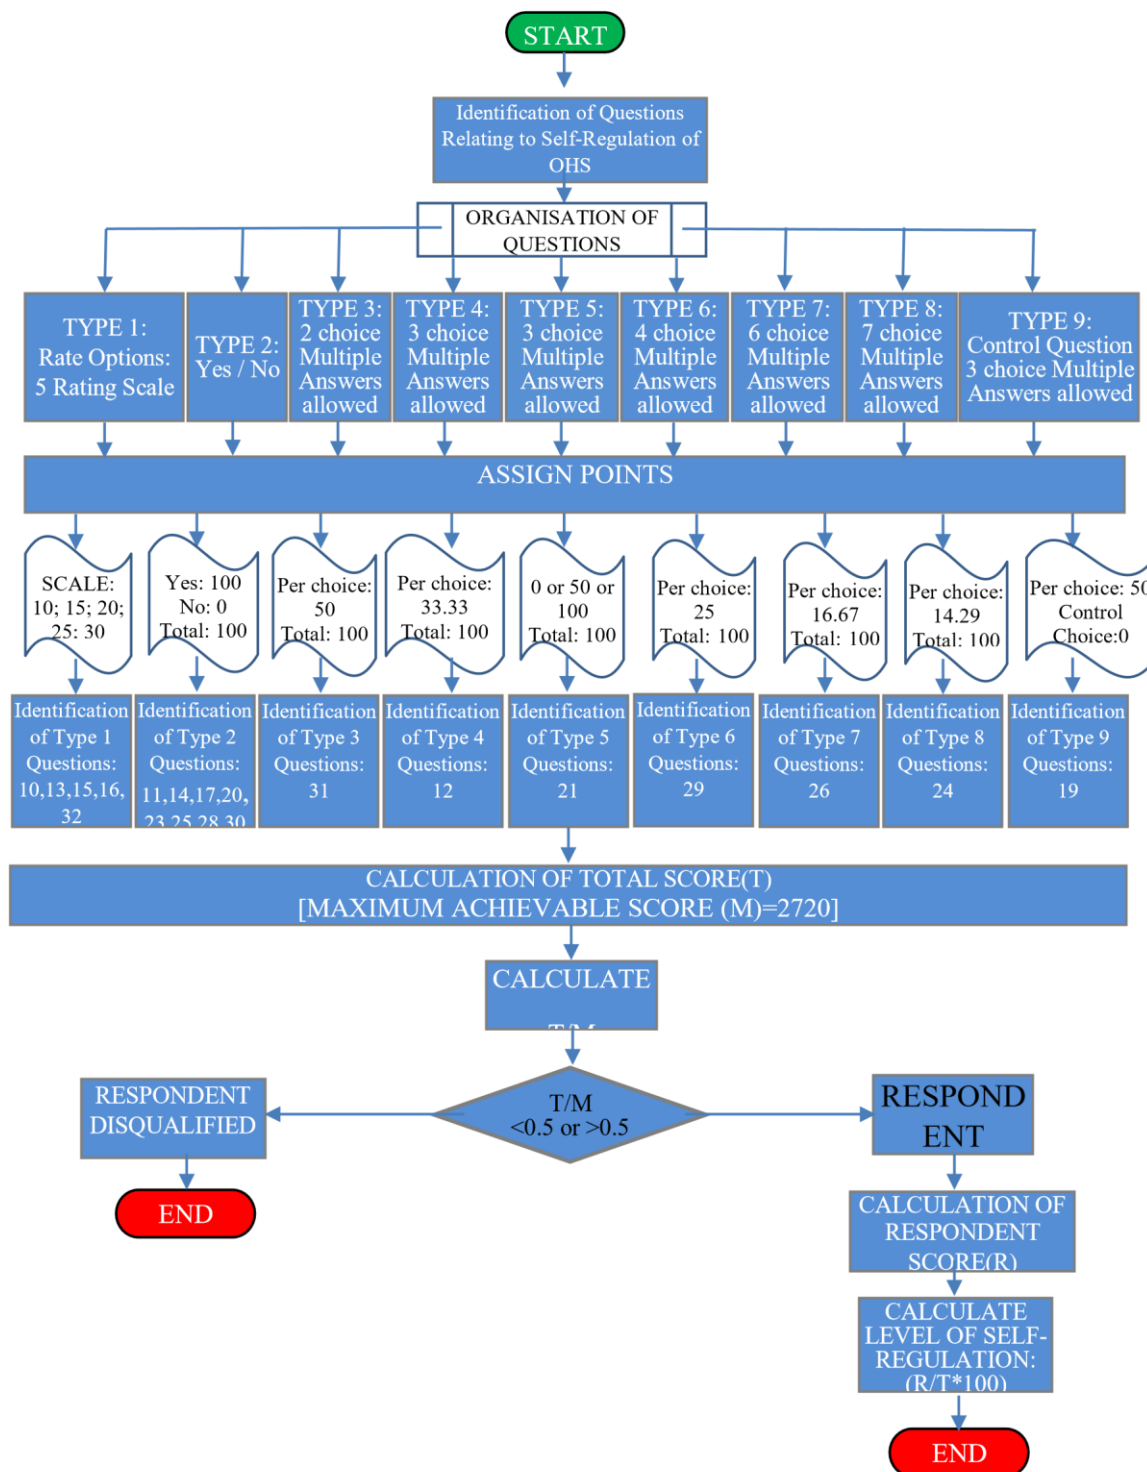 START
Identification of Questions
Relating to Self-Regulation of
OHS
ORGANISATION OF
QUESTIONS
TYPE 1:
Rate Options:
5 Rating Scale
TYPE 2:
Yes / No
TYPE 3:
2 choice
Multiple
Answers
allowed
TYPE 4:
3 choice
Multiple
Answers
allowed
TYPE 5:
3 choice
Multiple
Answers
allowed
TYPE 6:
4 choice
Multiple
Answers
allowed
TYPE 7:
6 choice
Multiple
Answers
allowed
TYPE 8:
7 choice
Multiple
Answers
allowed
TYPE 9:
Control Question
3 choice Multiple
Answers allowed
ASSIGN POINTS
SCALE:
10; 15; 20;
25: 30
Yes: 100
No: 0
Total: 100
Per choice:
50
Total: 100
Per choice:
33.33
Total: 100
0 or 50 or
100
Total: 100
Per choice:
25
Total: 100
Per choice:
16.67
Total: 100
Per choice:
14.29
Total: 100
Per choice: 50
Control
Choice:0
Identification
of Type 1
Questions:
10,13,15,16,
32
Identification
of Type 2
Questions:
11,14,17,20,
23,25,28,30
Identification
of Type 3
Questions:
31
Identification
of Type 4
Questions:
12
Identification
of Type 5
Questions:
21
Identification
of Type 6
Questions:
29
Identification
of Type 7
Questions:
26
Identification
of Type 8
Questions:
24
Identification
of Type 9
Questions:
19
CALCULATION OF TOTAL SCORE(T)
[MAXIMUM ACHIEVABLE SCORE (M)=2720]
CALCULATE
T/M
T/M
<0.5 or >0.5
RESPONDENT
DISQUALIFIED
END
RESPOND
ENT
CALCULATION OF
RESPONDENT
SCORE(R)
CALCULATE
LEVEL OF SELF-
REGULATION:
(R/T*100)
END